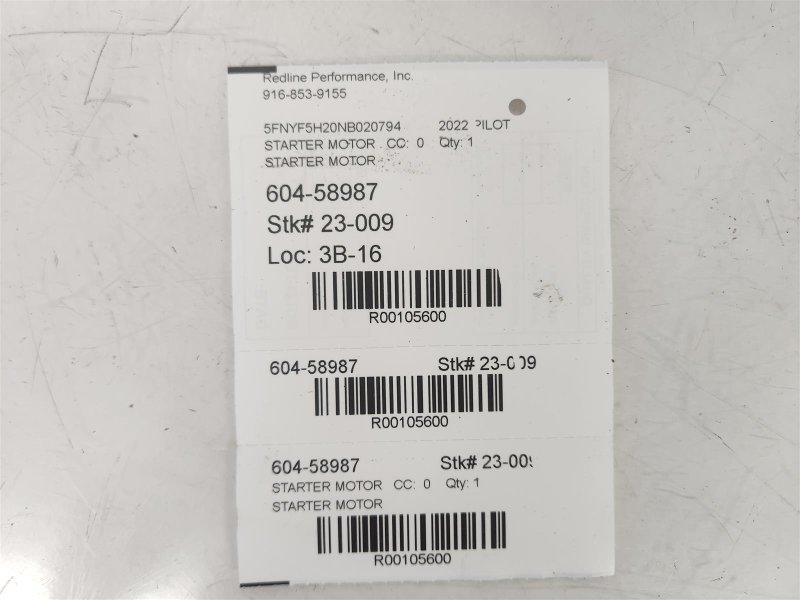 Redline Performance, Inc.
916-853-9155
5FNYF5H20NB020794 2022 PILOT
STARTER MOTOR CC: 0 Qty: 1
STARTER MOTOR
604-58987
Stk# 23-009
Loc: 3B-16
R00105600
604-58987 Stk# 23-009
R00105600
604-58987 Stk# 23-009
STARTER MOTOR CC: 0 Qty: 1
STARTER MOTOR
R00105600